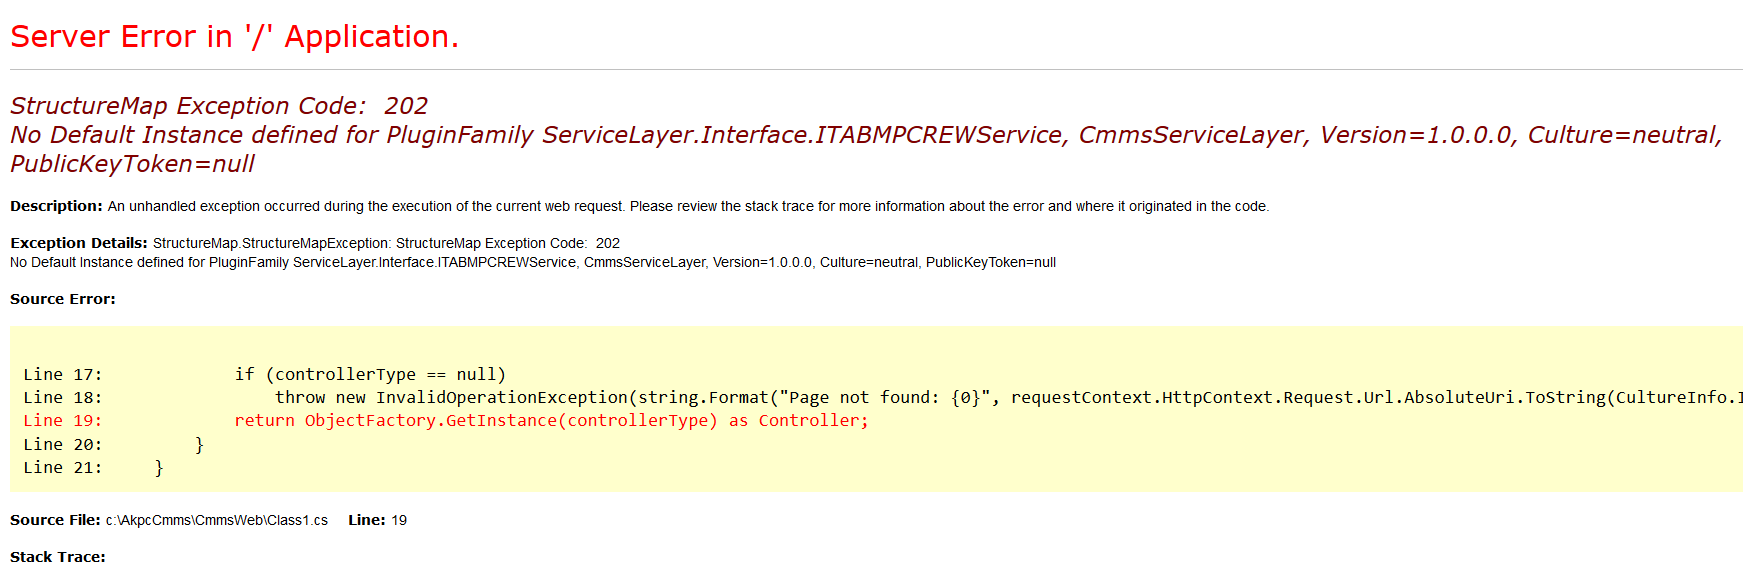 Server Error in '/' Application.
StructureMap Exception Code:  202
No Default Instance defined for PluginFamily ServiceLayer.Interface.ITABMPCREWService, CmmsServiceLayer, Version=1.0.0.0, Culture=neutral,
PublicKeyToken=null
Description: An unhandled exception occurred during the execution of the current web request. Please review the stack trace for more information about the error and where it originated in the code.
Exception Details: StructureMap.StructureMapException: StructureMap Exception Code:  202
No Default Instance defined for PluginFamily ServiceLayer.Interface.ITABMPCREWService, CmmsServiceLayer, Version=1.0.0.0, Culture=neutral, PublicKeyToken=null
Source Error:
Line 17:             if (controllerType == null)
Line 18:                 throw new InvalidOperationException(string.Format("Page not found: {0}", requestContext.HttpContext.Request.Url.AbsoluteUri.ToString(CultureInfo.
Line 19:             return ObjectFactory.GetInstance(controllerType) as Controller;
Line 20:         }
Line 21:     }
Source File: c:\AkpcCmms\CmmsWeb\Class1.cs    Line: 19
Stack Trace: